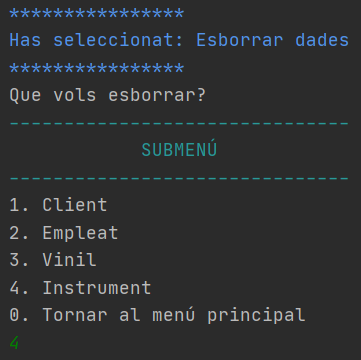 ****************
Has seleccionat: Esborrar dades
****************
Que vols esborrar?
-------------------------------
SUBMENÚ
-------------------------------
1. Client
2. Empleat
3. Vinil
4. Instrument
0. Tornar al menú principal
4